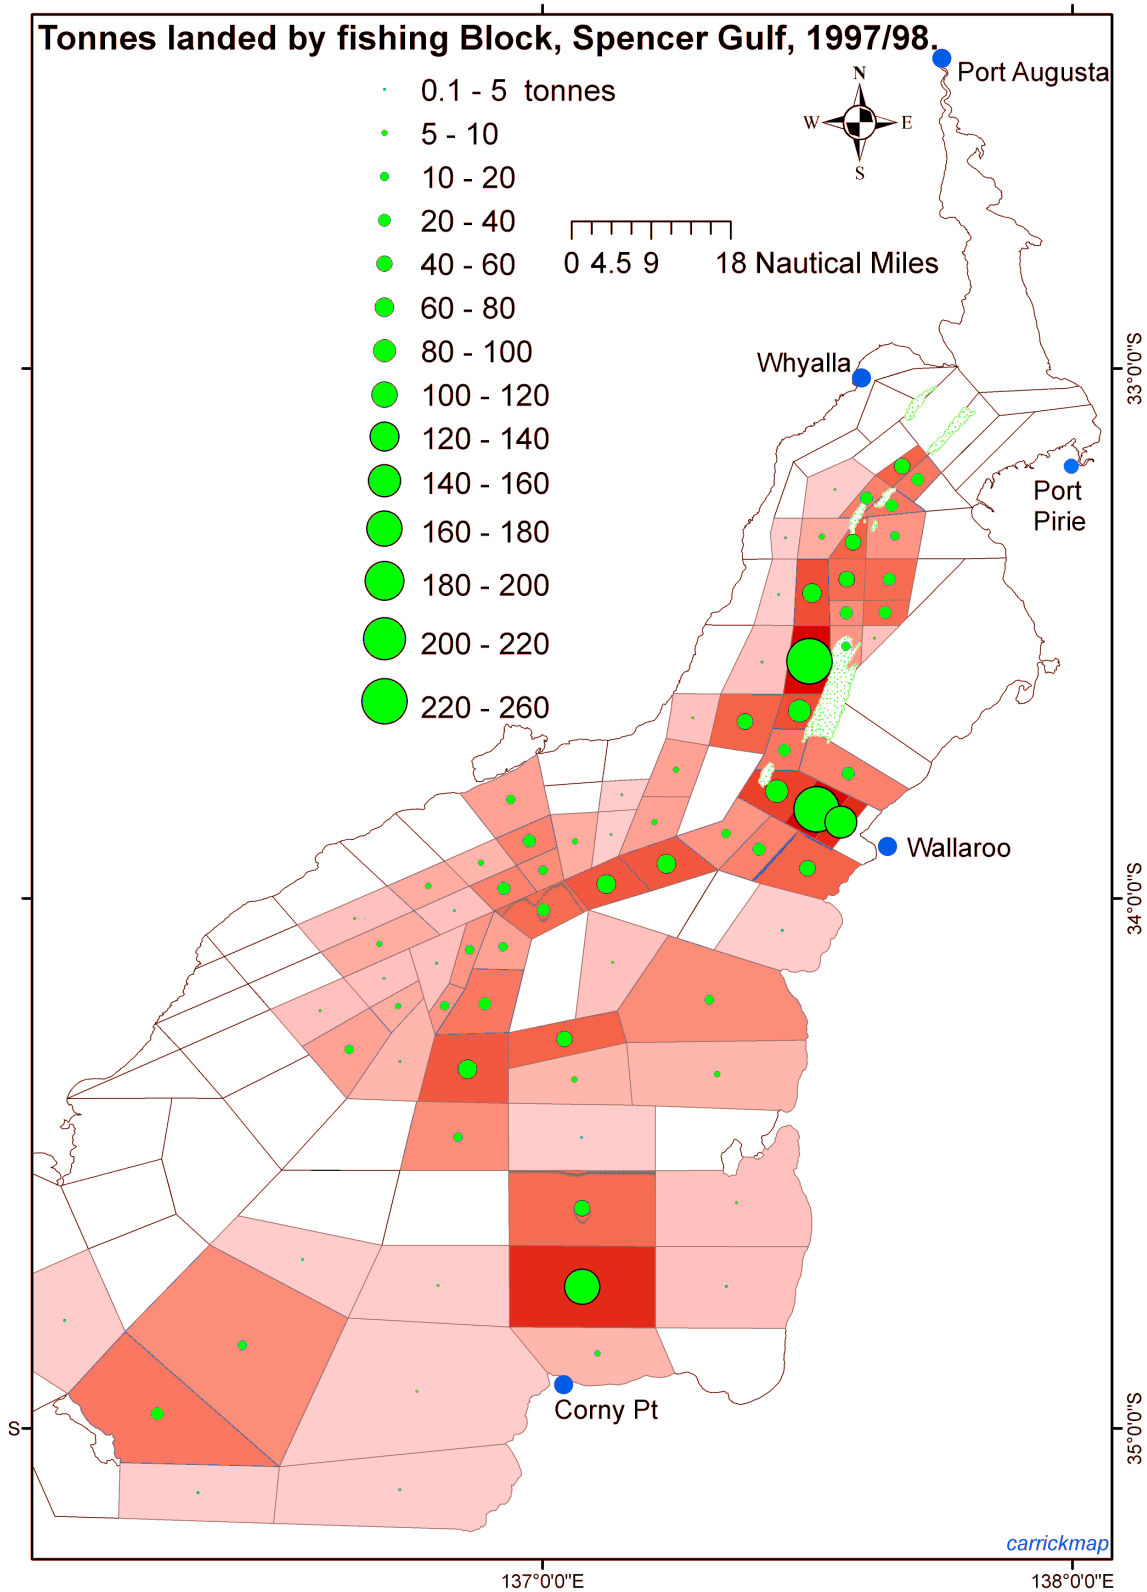 Tonnes landed by fishing Block, Spencer Gulf, 1997/98.
Port Augusta
0.1 - 5 tonnes
N
W E
S
5 - 10
10 - 20
20 - 40
40 - 60
0 4.5 9 18 Nautical Miles
60 - 80
80 - 100
Whyalla
33°0'0"S
100 - 120
120 - 140
140 - 160
Port
Pirie
160 - 180
180 - 200
200 - 220
220 - 260
Wallaroo
34°0'0"S
Corny Pt
S
35°0'0"S
carrickmap
137°0'0"E
138°0'0"E